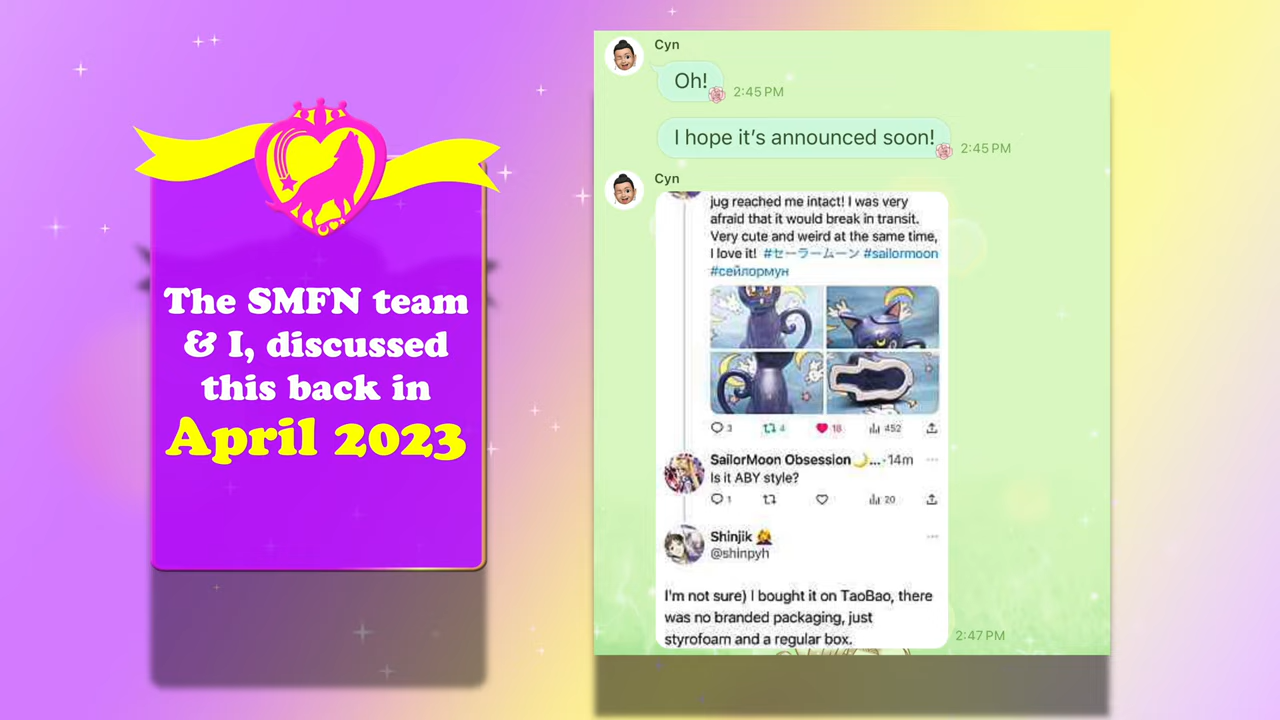 The SMFN team
& I, discussed
this back in
April 2023
Cyn
Oh!
2:45 PM
I hope it’s announced soon!
2:45 PM
Cyn
jug reached me intact! I was very
afraid that it would break in transit.
Very cute and weird at the same time,
I love it! #セーラームーン #sailormoon
#сейлормун
3 4 18 452
SailorMoon Obsession🌙... · 14m
Is it ABY style?
1 20
Shinjik
@shinpyh
I'm not sure) I bought it on TaoBao, there
was no branded packaging, just
styrofoam and a regular box.
2:47 PM